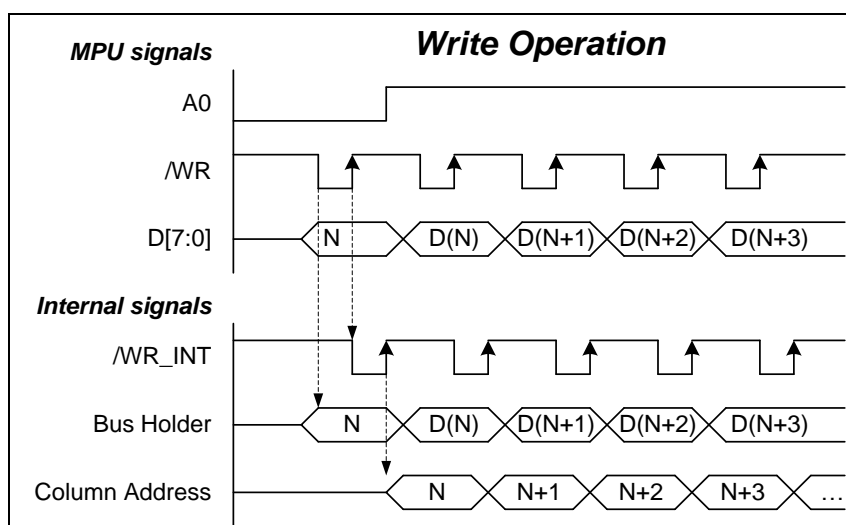 Write Operation
MPU signals
A0
/WR
D[7:0] N D(N) D(N+1) D(N+2) D(N+3)
Internal signals
/WR_INT
Bus Holder N D(N) D(N+1) D(N+2) D(N+3)
Column Address N N+1 N+2 N+3 ...